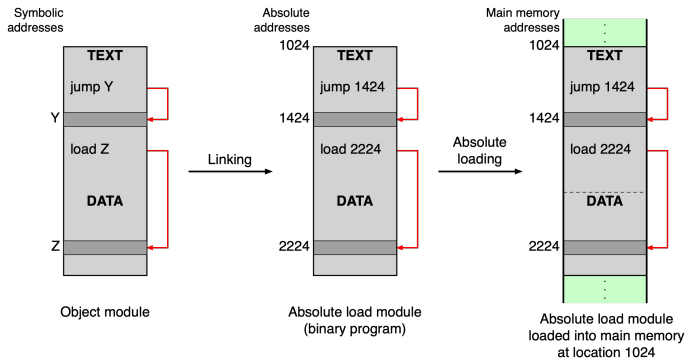 Symbolic
addresses
TEXT
jump Y
Y
load Z
DATA
Z
Object module
Linking
Absolute
addresses
1024
TEXT
jump 1424
1424
load 2224
DATA
2224
Absolute load module
(binary program)
Absolute
loading
Main memory
addresses
1024
TEXT
jump 1424
1424
load 2224
DATA
2224
Absolute load module
loaded into main memory
at location 1024